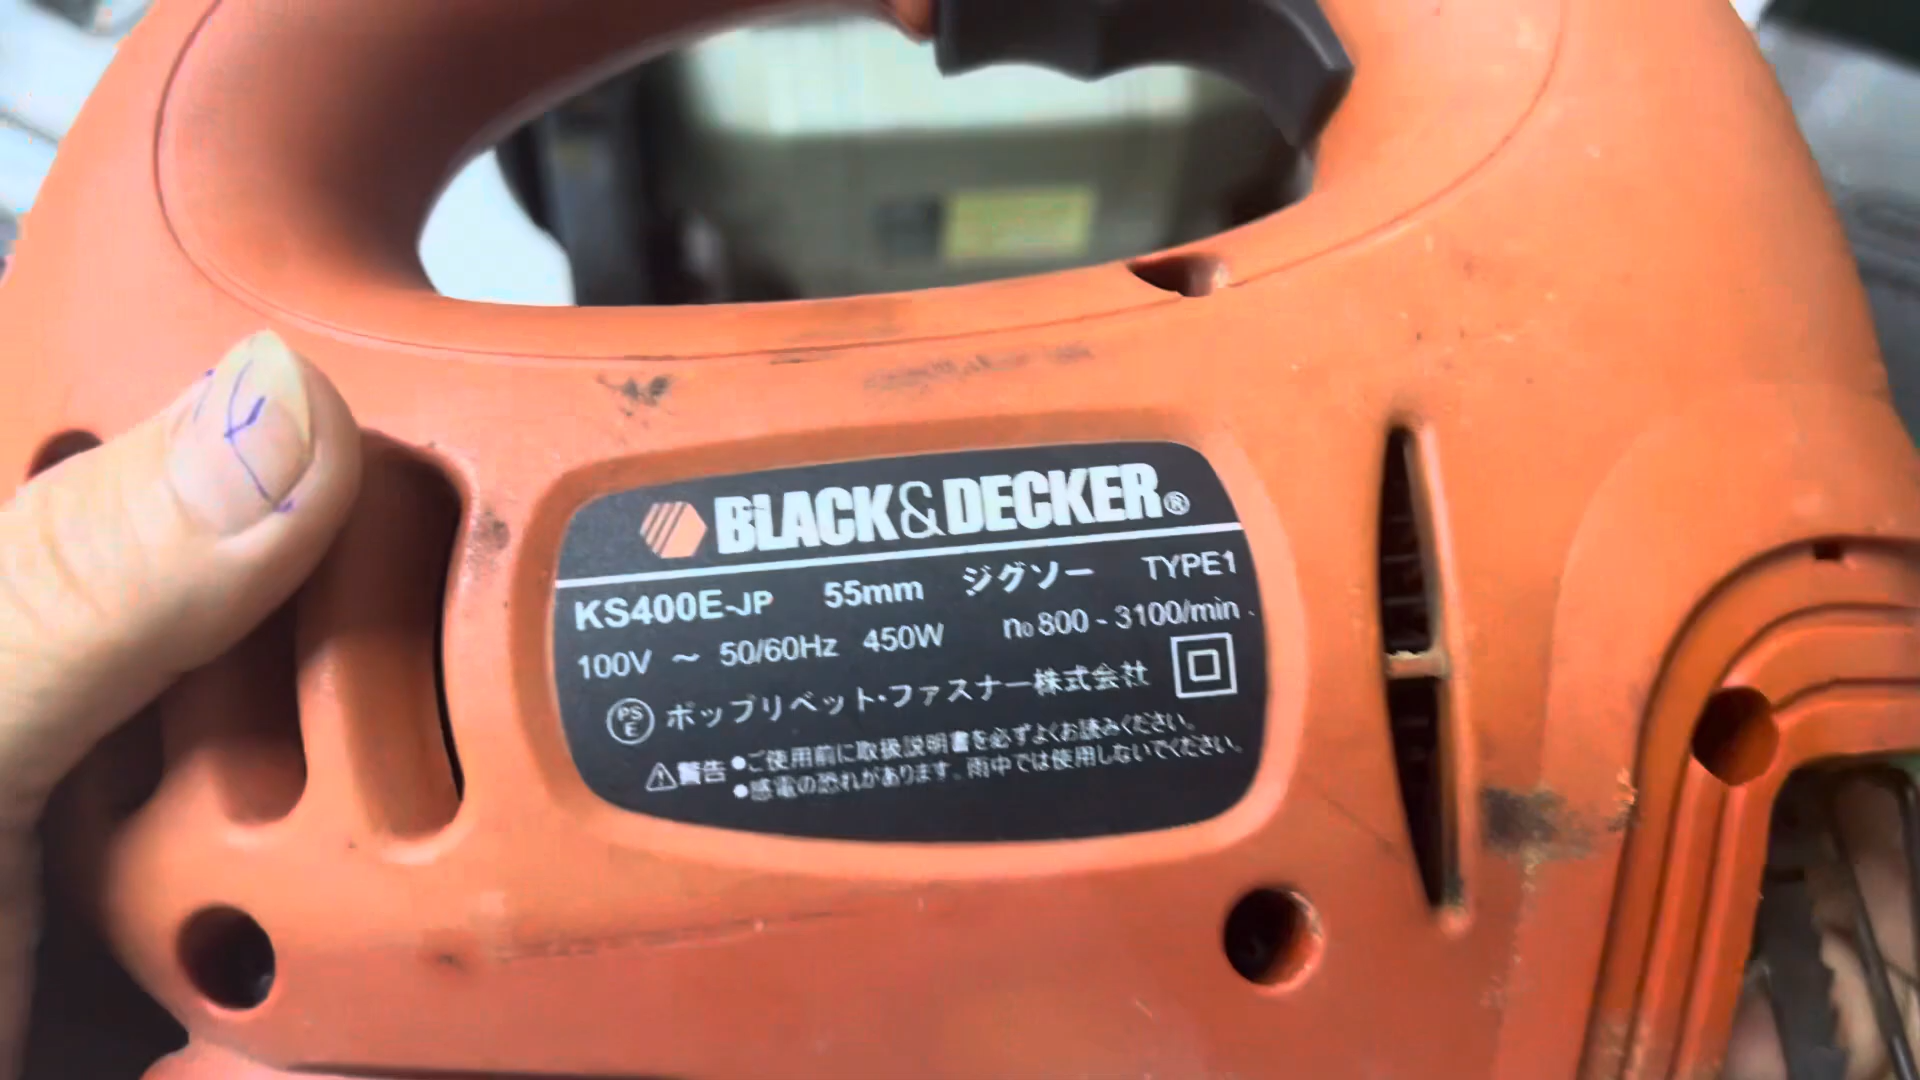 BLACK&DECKER®
KS400E-JP 55mm ジグソー TYPE1
100V ~ 50/60Hz 450W n₀ 800 - 3100/min
PSE ポップリベット・ファスナー株式会社
⚠警告 ●ご使用前に取扱説明書を必ずよくお読みください。
●感電の恐れがあります。雨中では使用しないでください。